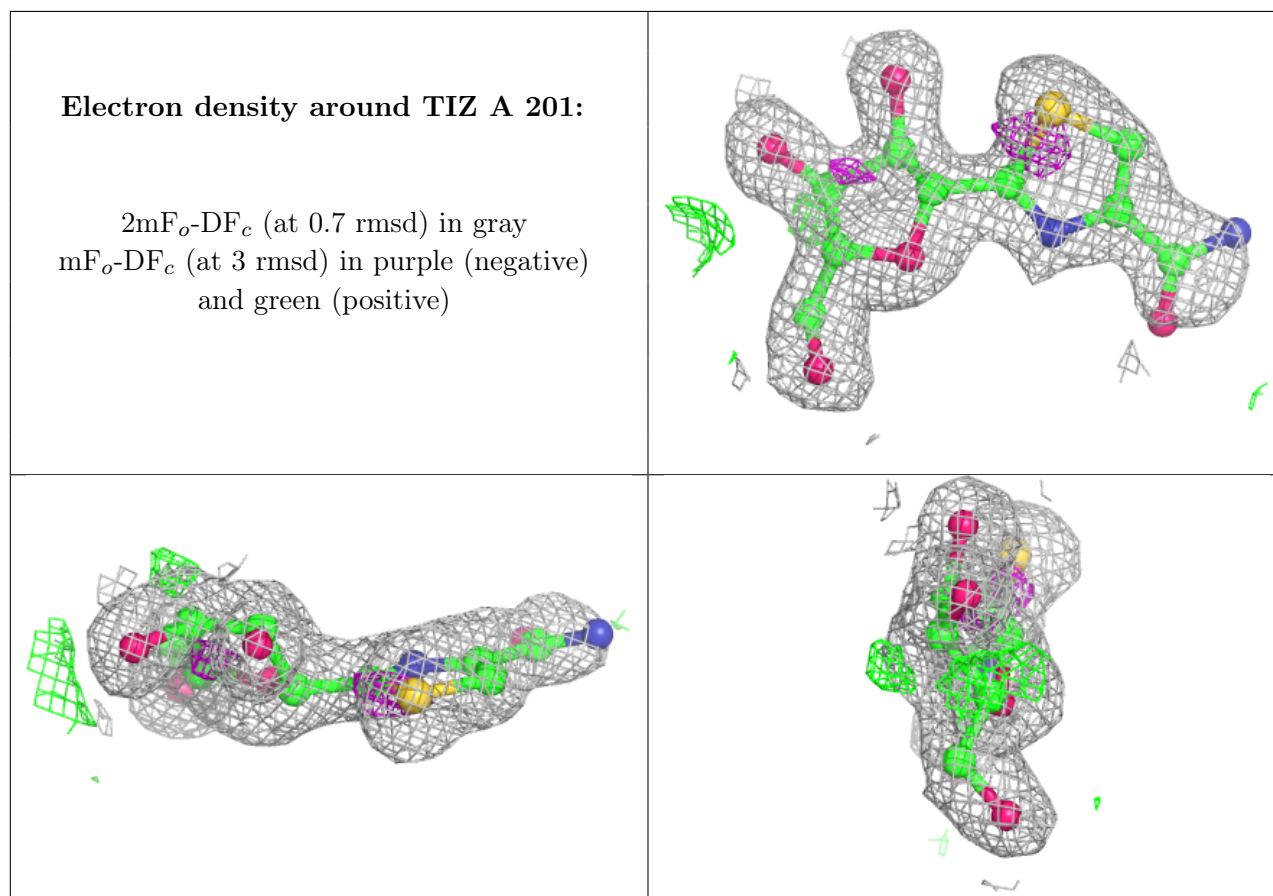 Electron density around TIZ A 201:
2mFo-DFc (at 0.7 rmsd) in gray
mFo-DFc (at 3 rmsd) in purple (negative)
and green (positive)